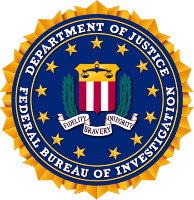 DEPARTMENT OF JUSTICE
FIDELITY BRAVERY INTEGRITY
FEDERAL BUREAU OF INVESTIGATION